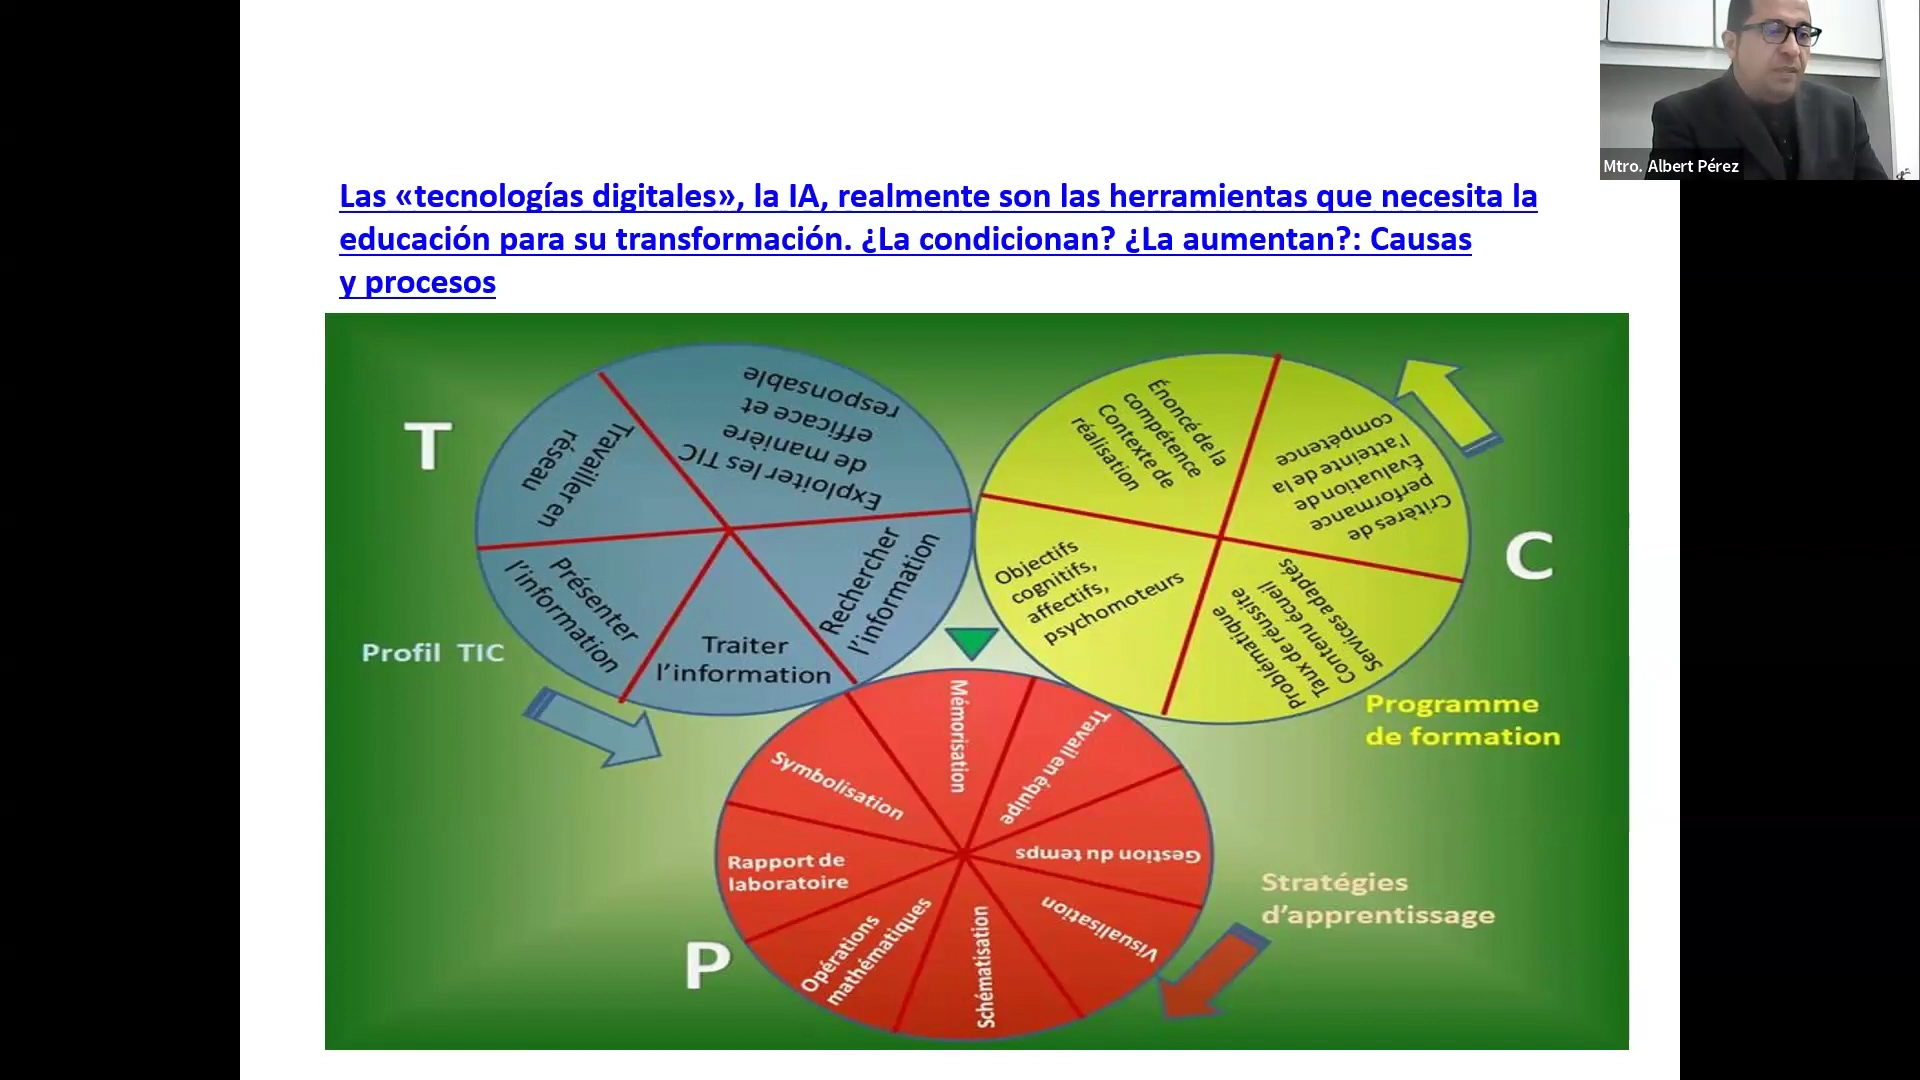 Mtro. Albert Pérez
Las «tecnologías digitales», la IA, realmente son las herramientas que necesita la
educación para su transformación. ¿La condicionan? ¿La aumentan?: Causas
y procesos
T
Travailler en
réseau
Exploiter les TIC
de manière
efficace et
responsable
Rechercher
l'information
Traiter
l'information
Présenter
l'information
Profil TIC
C
Énoncé de la
compétence
Contexte de
réalisation
Critères de
performance
Évaluation de
l'atteinte de la
compétence
Objectifs
cognitifs,
affectifs,
psychomoteurs
Problématique
Taux de réussite
Contenu écueil
Services adaptés
Programme
de formation
P
Mémorisation
Travail en équipe
Gestion du temps
Visualisation
Schématisation
Opérations
mathématiques
Rapport de
laboratoire
Symbolisation
Stratégies
d'apprentissage